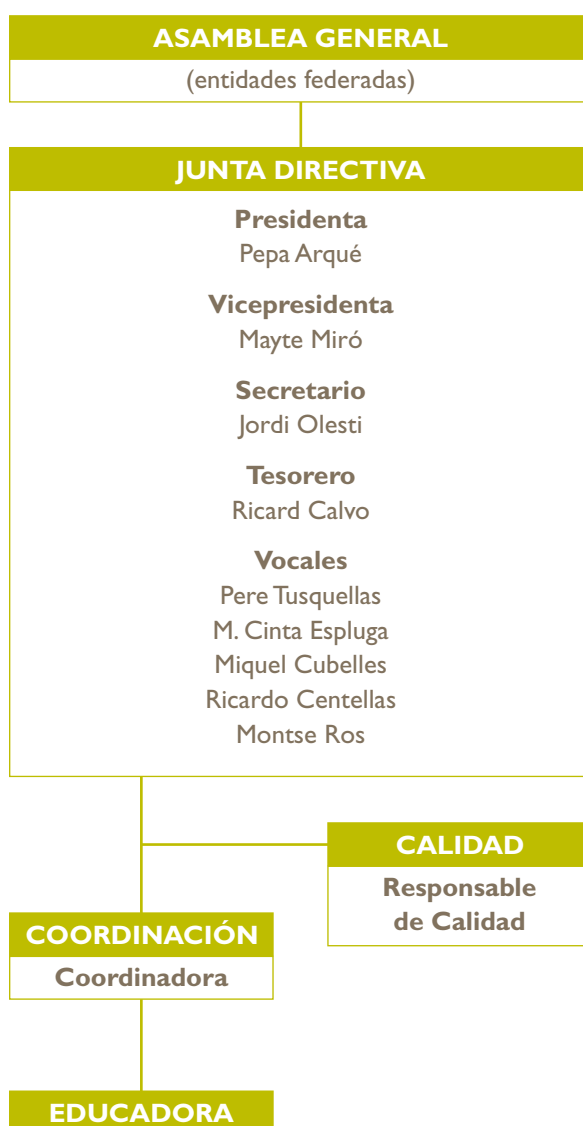 ASAMBLEA GENERAL
(entidades federadas)
JUNTA DIRECTIVA
Presidenta
Pepa Arqué
Vicepresidenta
Mayte Miró
Secretario
Jordi Olesti
Tesorero
Ricard Calvo
Vocales
Pere Tusquellas
M. Cinta Espluga
Miquel Cubelles
Ricardo Centellas
Montse Ros
CALIDAD
Responsable
de Calidad
COORDINACIÓN
Coordinadora
EDUCADORA